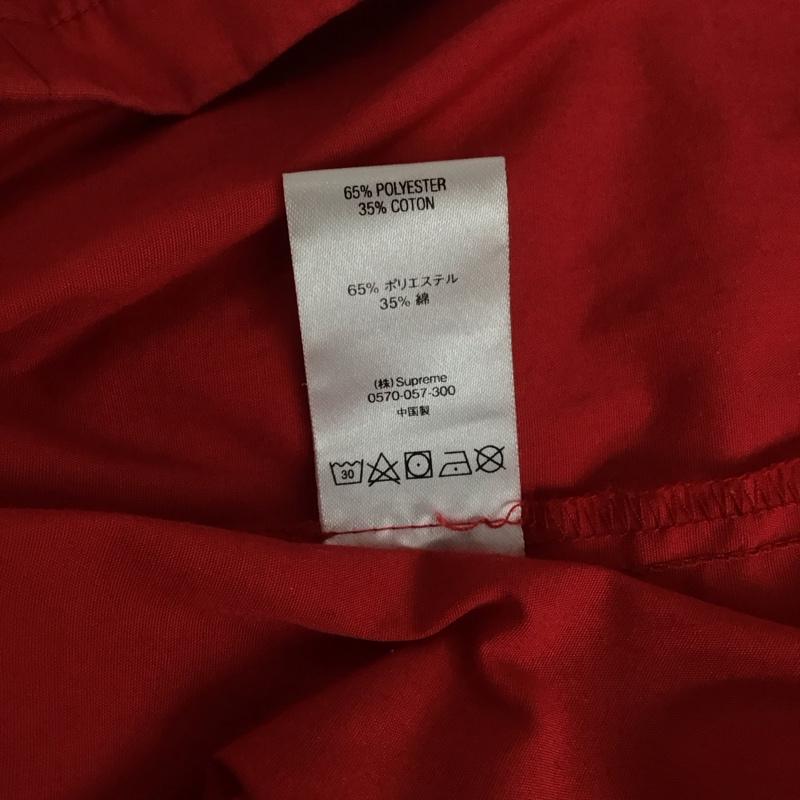 65% POLYESTER
35% COTON
65% ポリエステル
35% 綿
(株)Supreme
0570-057-300
中国製
30